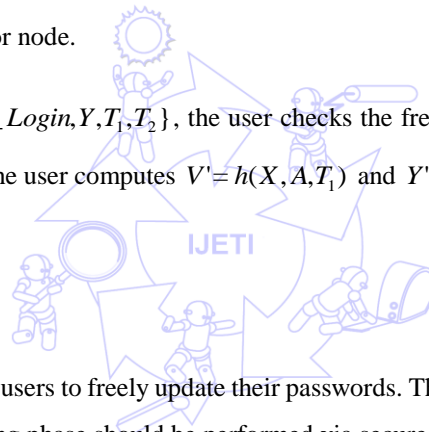 or node.
Login,Y,T₁,T₂}, the user checks the fre
he user computes V'=h(X,A,T₁) and Y'
IJETI
users to freely update their passwords. Th
ng phase should be performed via secure